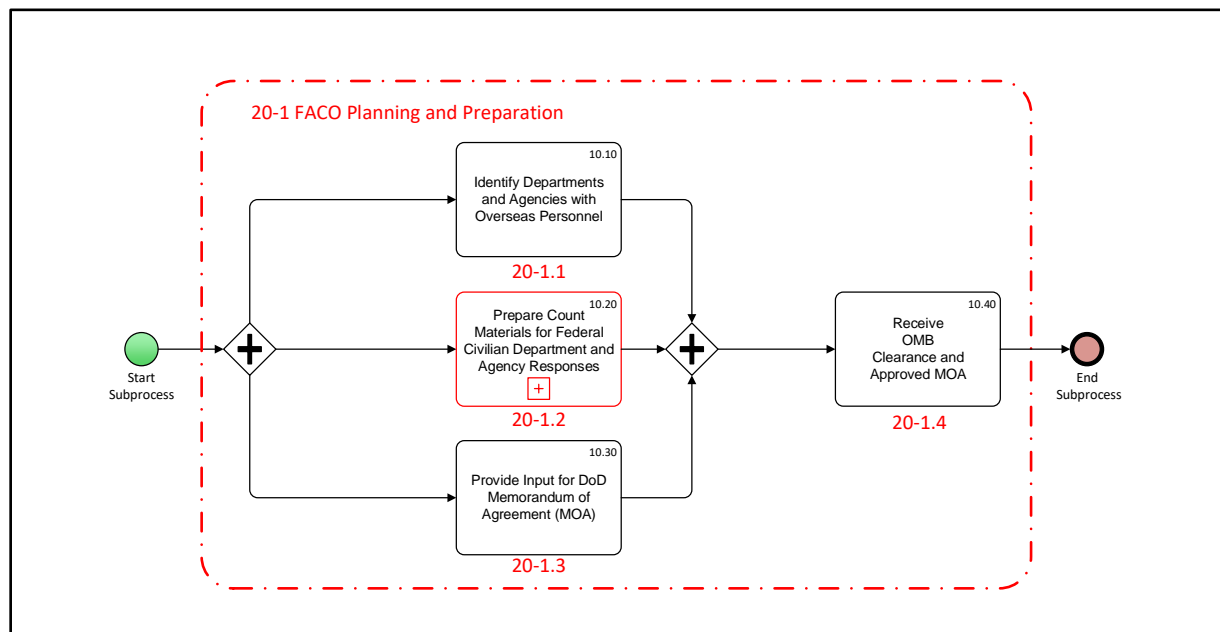 20-1 FACO Planning and Preparation
10.10
Identify Departments
and Agencies with
Overseas Personnel
20-1.1
10.20
Prepare Count
Materials for Federal
Civilian Department and
Agency Responses
+
20-1.2
10.30
Provide Input for DoD
Memorandum of
Agreement (MOA)
20-1.3
10.40
Receive
OMB
Clearance and
Approved MOA
20-1.4
Start
Subprocess
End
Subprocess